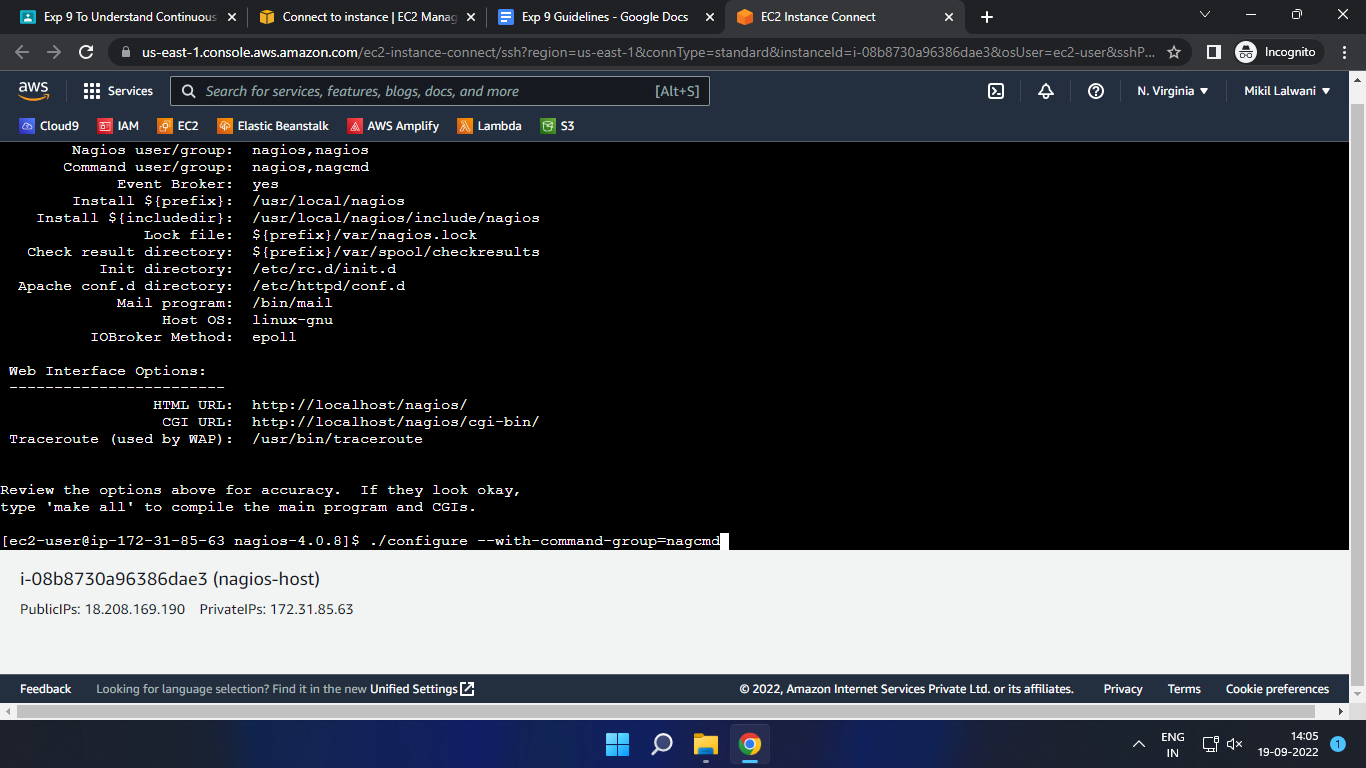 Exp 9 To Understand Continuous
Connect to instance | EC2 Manag
Exp 9 Guidelines - Google Docs
EC2 Instance Connect
us-east-1.console.aws.amazon.com/ec2-instance-connect/ssh?region=us-east-1&connType=standard&instanceId=i-08b8730a96386dae3&osUser=ec2-user&sshP...
Incognito
aws
Services
Search for services, features, blogs, docs, and more
[Alt+S]
N. Virginia
Mikil Lalwani
Cloud9
IAM
EC2
Elastic Beanstalk
AWS Amplify
Lambda
S3
Nagios user/group: nagios,nagios
Command user/group: nagios,nagcmd
Event Broker: yes
Install ${prefix}: /usr/local/nagios
Install ${includedir}: /usr/local/nagios/include/nagios
Lock file: ${prefix}/var/nagios.lock
Check result directory: ${prefix}/var/spool/checkresults
Init directory: /etc/rc.d/init.d
Apache conf.d directory: /etc/httpd/conf.d
Mail program: /bin/mail
Host OS: linux-gnu
IOBroker Method: epoll
Web Interface Options:
------------------------
HTML URL: http://localhost/nagios/
CGI URL: http://localhost/nagios/cgi-bin/
Traceroute (used by WAP): /usr/bin/traceroute
Review the options above for accuracy. If they look okay,
type 'make all' to compile the main program and CGIs.
[ec2-user@ip-172-31-85-63 nagios-4.0.8]$ ./configure --with-command-group=nagcmd
i-08b8730a96386dae3 (nagios-host)
PublicIPs: 18.208.169.190 PrivateIPs: 172.31.85.63
Feedback
Looking for language selection? Find it in the new Unified Settings
© 2022, Amazon Internet Services Private Ltd. or its affiliates.
Privacy
Terms
Cookie preferences
ENG
IN
14:05
19-09-2022
1